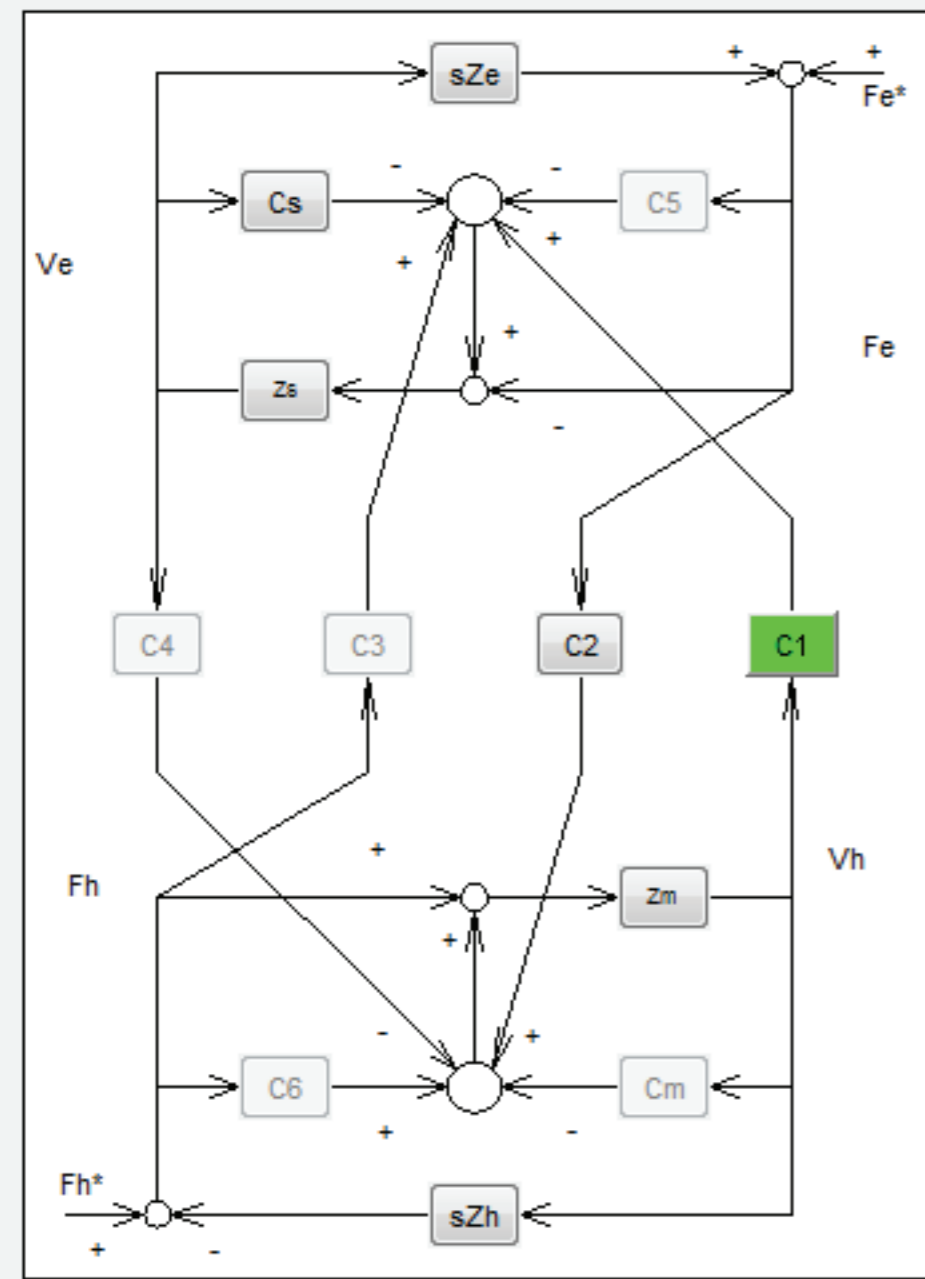 + +
sZe
Fe*
- -
Cs C5
+ +
Ve
+
Fe
Zs
-
C4 C3 C2 C1
+
Vh
Fh
Zm
+
- +
C6 Cm
+ -
Fh*
sZh
+ -